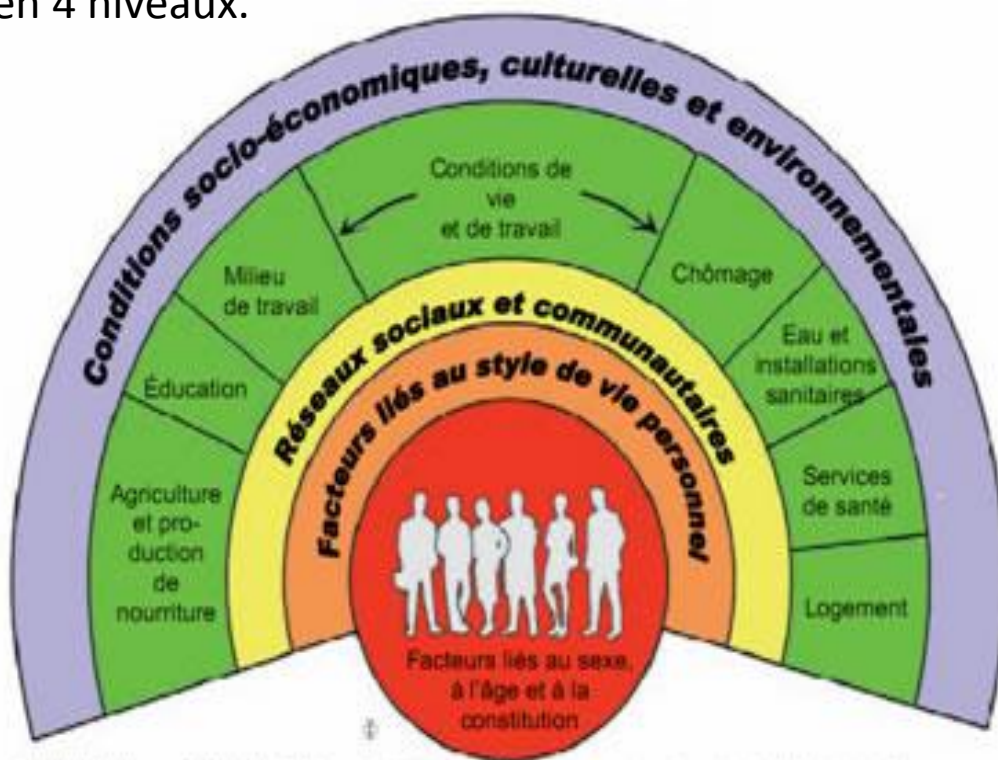 en 4 niveaux.
Conditions socio-économiques, culturelles et environnementales
Conditions de
vie
et de travail
Milieu
de travail
Chômage
Éducation
Eau et
installations
sanitaires
Agriculture
et pro-
duction
de
nourriture
Services
de santé
Logement
Réseaux sociaux et communautaires
Facteurs liés au style de vie personnel
Facteurs liés au sexe,
à l'âge et à la
constitution